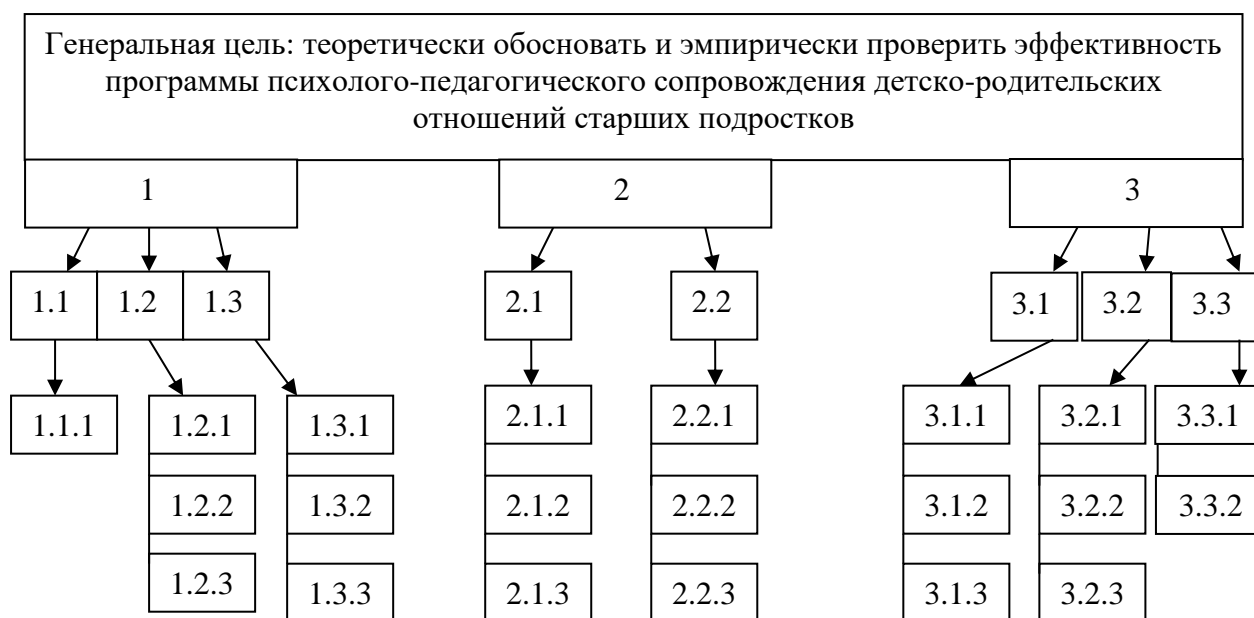 Генеральная цель: теоретически обосновать и эмпирически проверить эффективность
программы психолого-педагогического сопровождения детско-родительских
отношений старших подростков
1 2 3
1.1 1.2 1.3 2.1 2.2 3.1 3.2 3.3
1.1.1 1.2.1 1.3.1 2.1.1 2.2.1 3.1.1 3.2.1 3.3.1
1.2.2 1.3.2 2.1.2 2.2.2 3.1.2 3.2.2 3.3.2
1.2.3 1.3.3 2.1.3 2.2.3 3.1.3 3.2.3